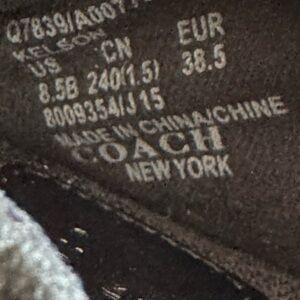 Q7839/A0077
KELSON
US CN EUR
8.5B 240(1.5) 38.5
8009354/J15
MADE IN CHINA/CHINE
COACH
NEW YORK